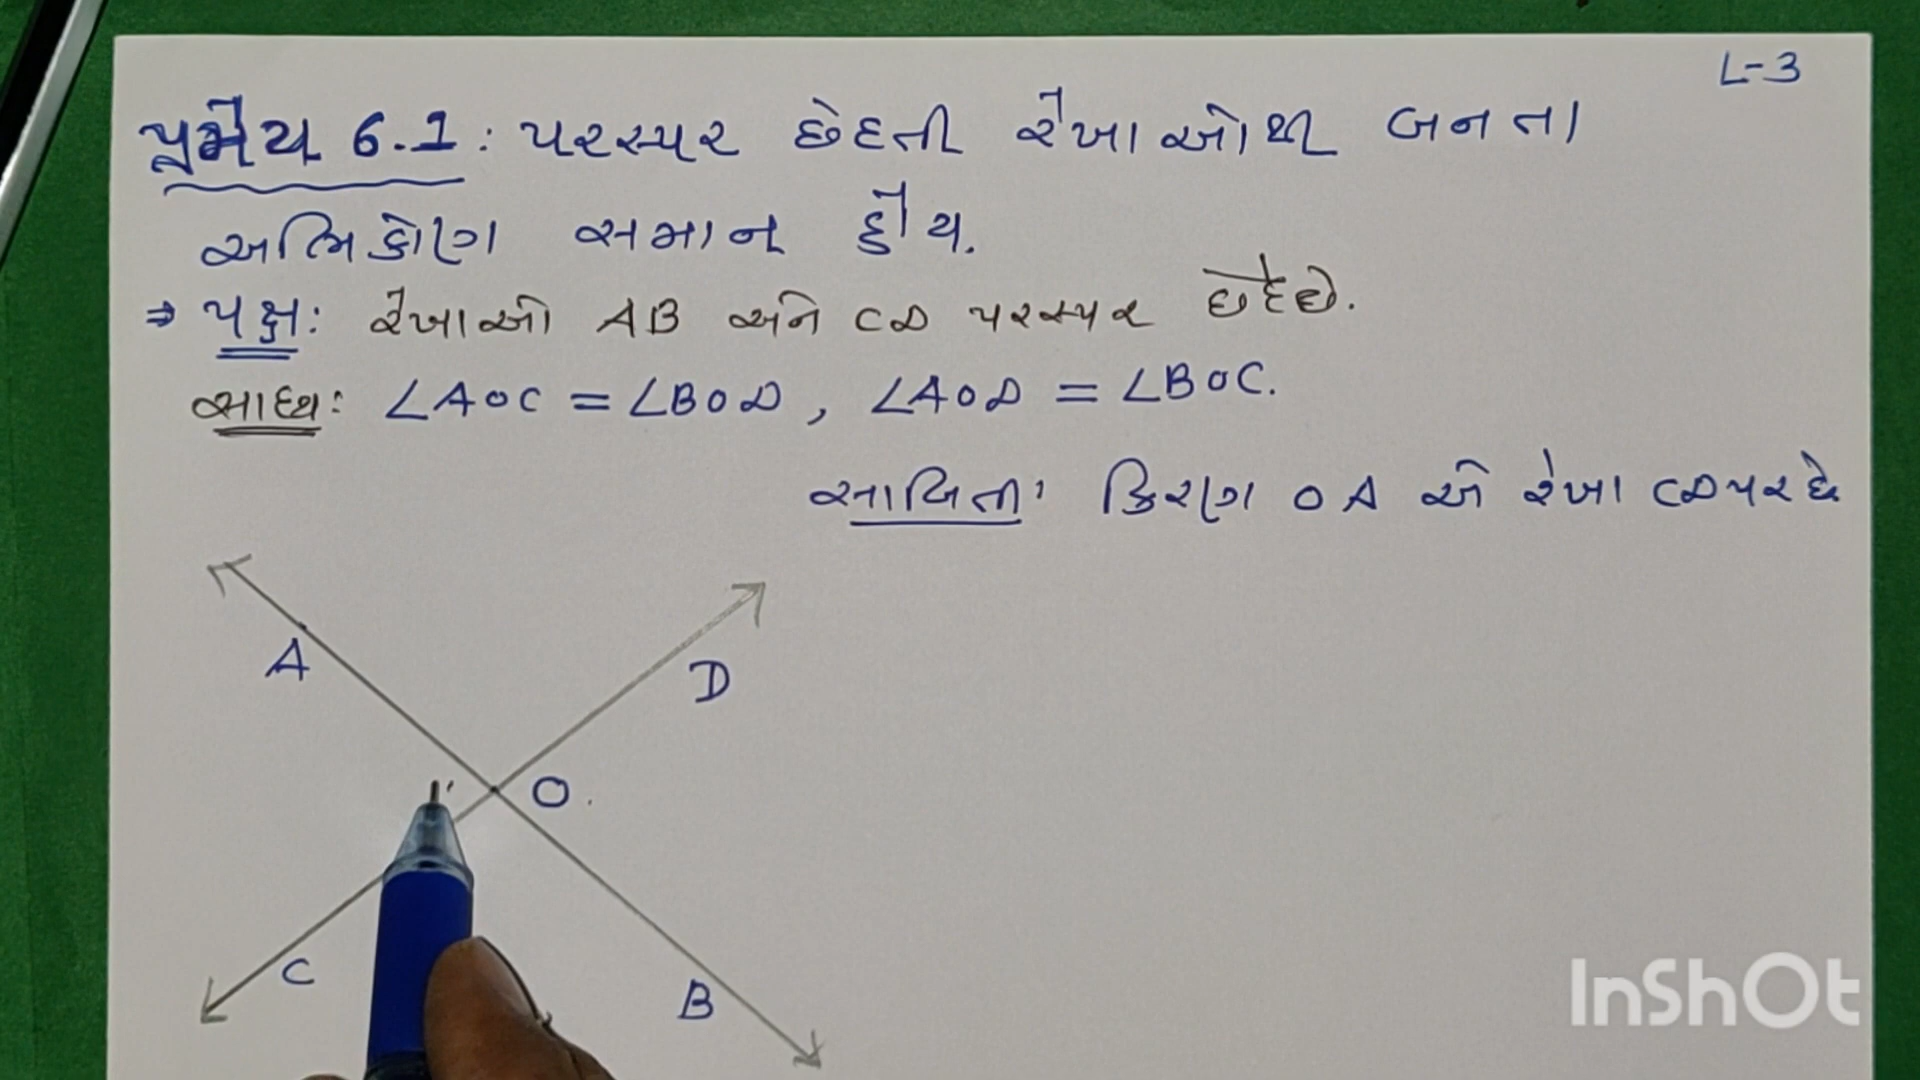 L-3
પ્રમેય 6.1 : પરસ્પર છેદતી રેખાઓથી બનતા
અભિકોણ સમાન હોય.
⇒ પક્ષ: રેખાઓ AB અને CD પરસ્પર છેદે છે.
સાધ્ય: ∠AOC = ∠BOD, ∠AOD = ∠BOC.
સાબિતી: કિરણ OA એ રેખા CD પર છે
A
D
O
C
B
InShOt